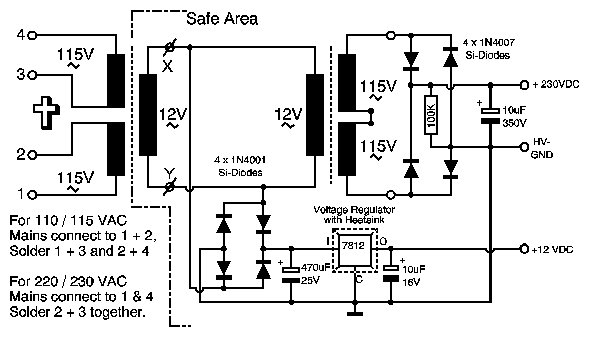 Safe Area
4
115V
3
2
115V
1
X
12V
Y
12V
115V
115V
4 x 1N4007
Si-Diodes
100K
+
10uF
350V
+ 230VDC
HV-
GND
4 x 1N4001
Si-Diodes
Voltage Regulator
with Heatsink
I
7812
O
C
+
470uF
25V
+
10uF
16V
+12 VDC
For 110 / 115 VAC
Mains connect to 1 + 2,
Solder 1 + 3 and 2 + 4
For 220 / 230 VAC
Mains connect to 1 & 4
Solder 2 + 3 together.